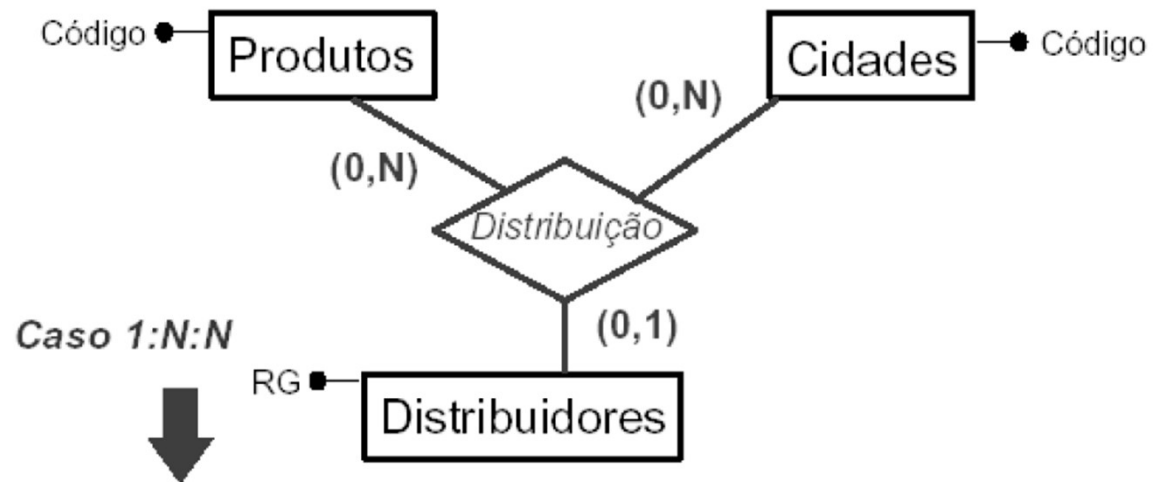 Código
Produtos
Cidades
Código
(0,N)
(0,N)
Distribuição
(0,1)
Caso 1:N:N
RG
Distribuidores